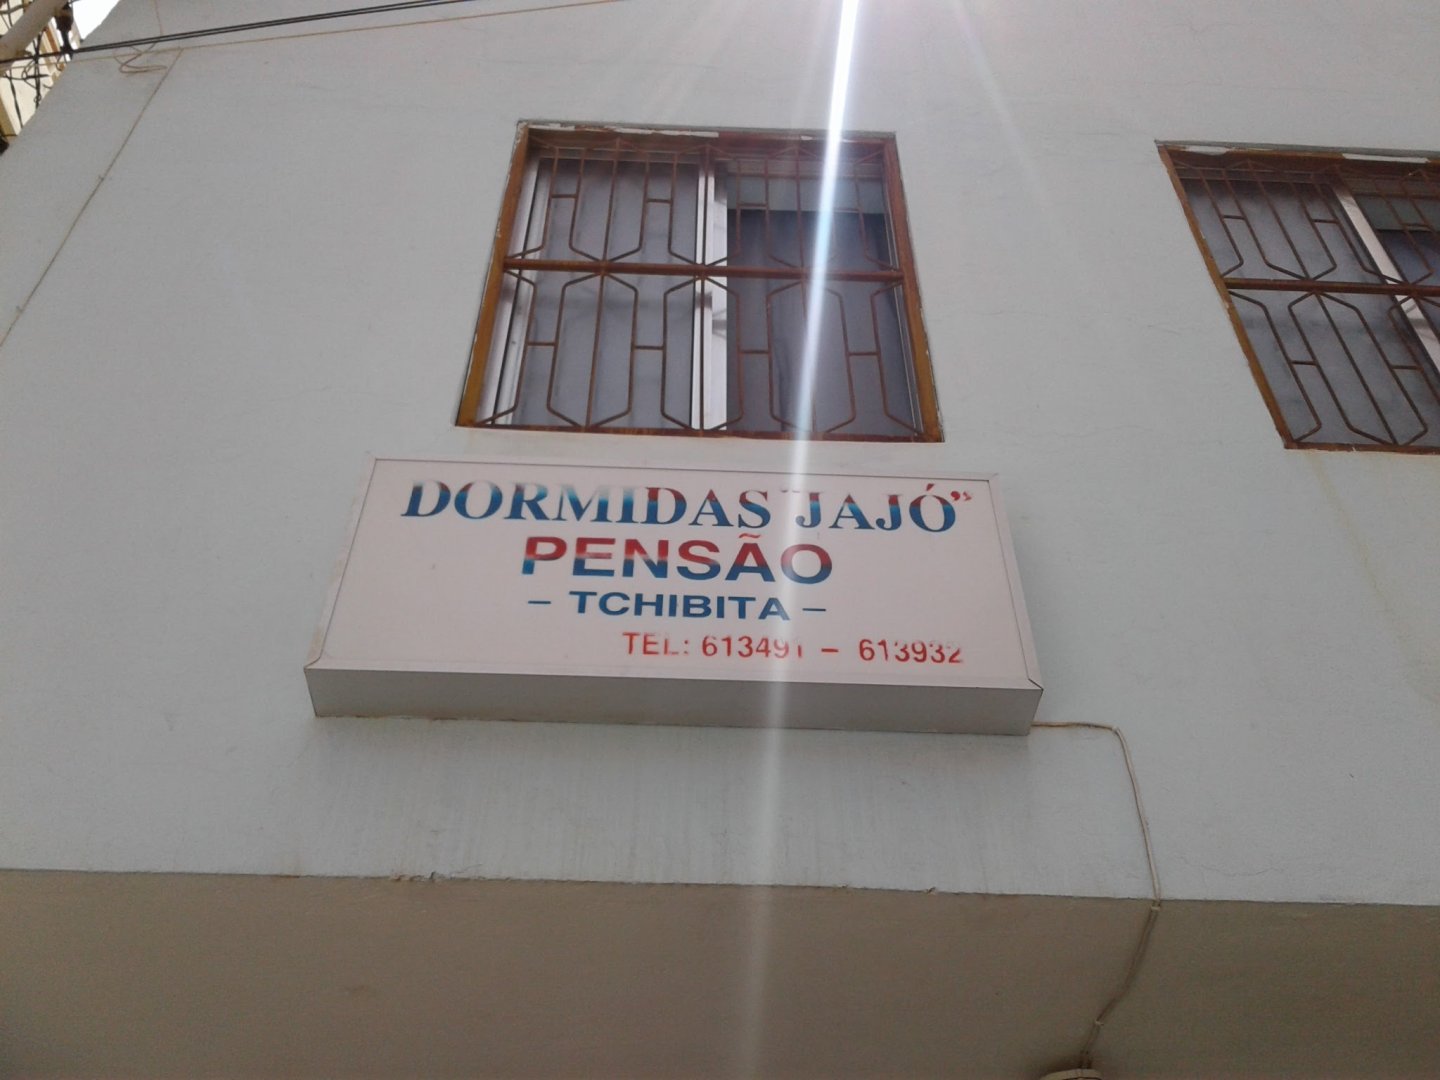 DORMIDAS "JAJÓ"
PENSÃO
- TCHIBITA -
TEL: 613491 - 613932